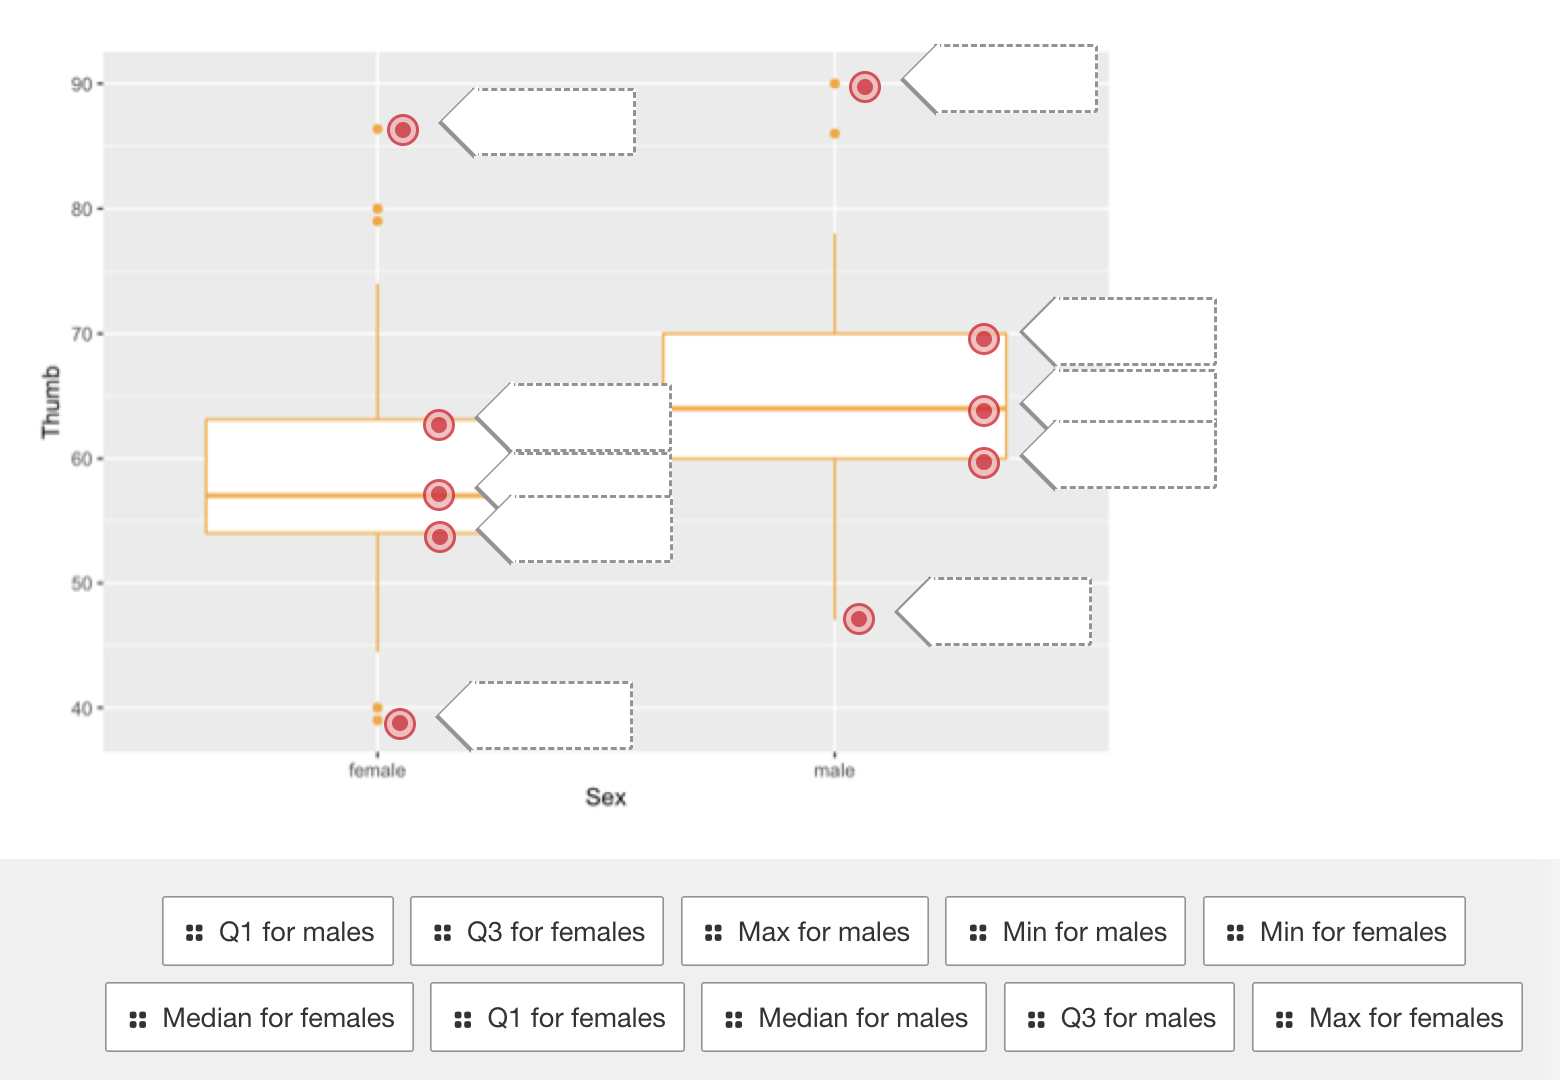 90
80
70
60
50
40
Thumb
female male
Sex
Q1 for males Q3 for females Max for males Min for males Min for females
Median for females Q1 for females Median for males Q3 for males Max for females